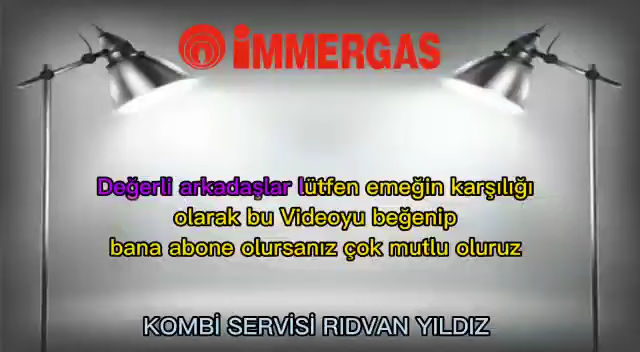 İMMERGAS
Değerli arkadaşlar lütfen emeğin karşılığı
olarak bu Videoyu beğenip
bana abone olursanız çok mutlu oluruz
KOMBİ SERVİSİ RIDVAN YILDIZ